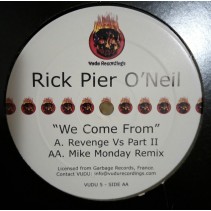 Vudu Recordings
Rick Pier O'Neil
"We Come From"
A. Revenge Vs Part II
AA. Mike Monday Remix
Licensed from Garbage Records, France
Contact VUDU: info@vudurecordings.com
VUDU 5 - SIDE AA